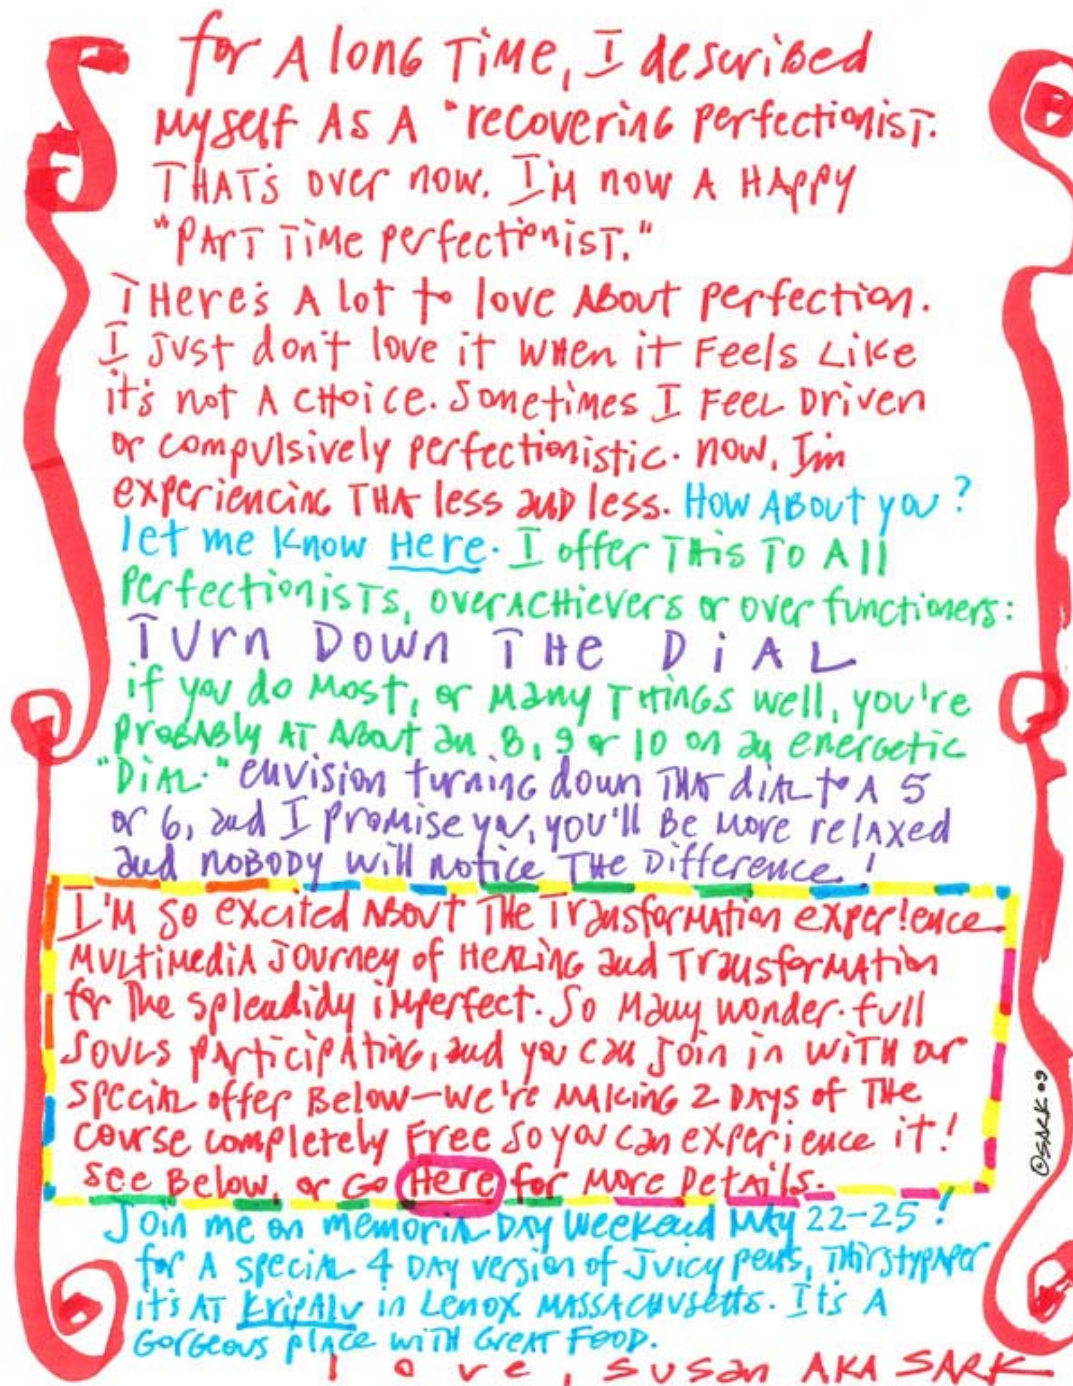 for A long Time, I described
Myself As A "recovering perfectionist.
THAT's over now. I'M now A HAppy
"PArT Time perfectionist."
THere's A lot to love ABout perfection.
I Just don't love it when it Feels Like
it's not A CHoice. Sometimes I Feel Driven
or compulsively perfectionistic. now, I'm
experiencing THAt less and less. How About you?
let me know Here. I offer THis To All
Perfectionists, overacHievers or over functioners:
Turn Down THe DiAL
if you do Most, or Many THings well, you're
probAbly AT About an 8, 9 or 10 on an energetic
"DiAL." envision turning down THAT diAL to A 5
or 6, and I promise you, you'll Be More relaxed
and noBoDy will notice THe Difference!
I'M So excited ABout THe TransforMAtion exper!ence
MultiMediA Journey of HeAling and TransforMAtion
for The splendidy iMperfect. So Many wonder.full
Souls pArticipAting, and you can Join in wiTH our
special offer Below-We're MAking 2 DAys of THe
course completely Free so you can experience it!
see Below, or Go Here for More DetAils.
Join me on memoriAL DAy Weekend MAy 22-25!
for A speciAL 4 DAy version of Juicy pens, THirstypAper
it's AT KripAlu in Lenox MASSACHusetts. It's A
GorGeous place wiTH GreAT FooD.
love, Susan AKA SARK
©SARK 09